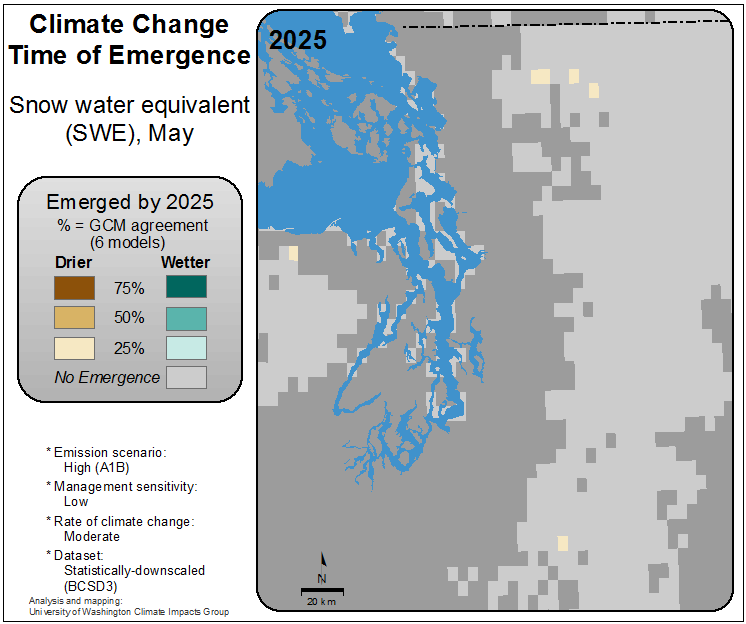 Climate Change
Time of Emergence
Snow water equivalent
(SWE), May
Emerged by 2025
% = GCM agreement
(6 models)
Drier Wetter
75%
50%
25%
No Emergence
* Emission scenario:
High (A1B)
* Management sensitivity:
Low
* Rate of climate change:
Moderate
* Dataset:
Statistically-downscaled
(BCSD3)
Analysis and mapping:
University of Washington Climate Impacts Group
2025
N
20 km